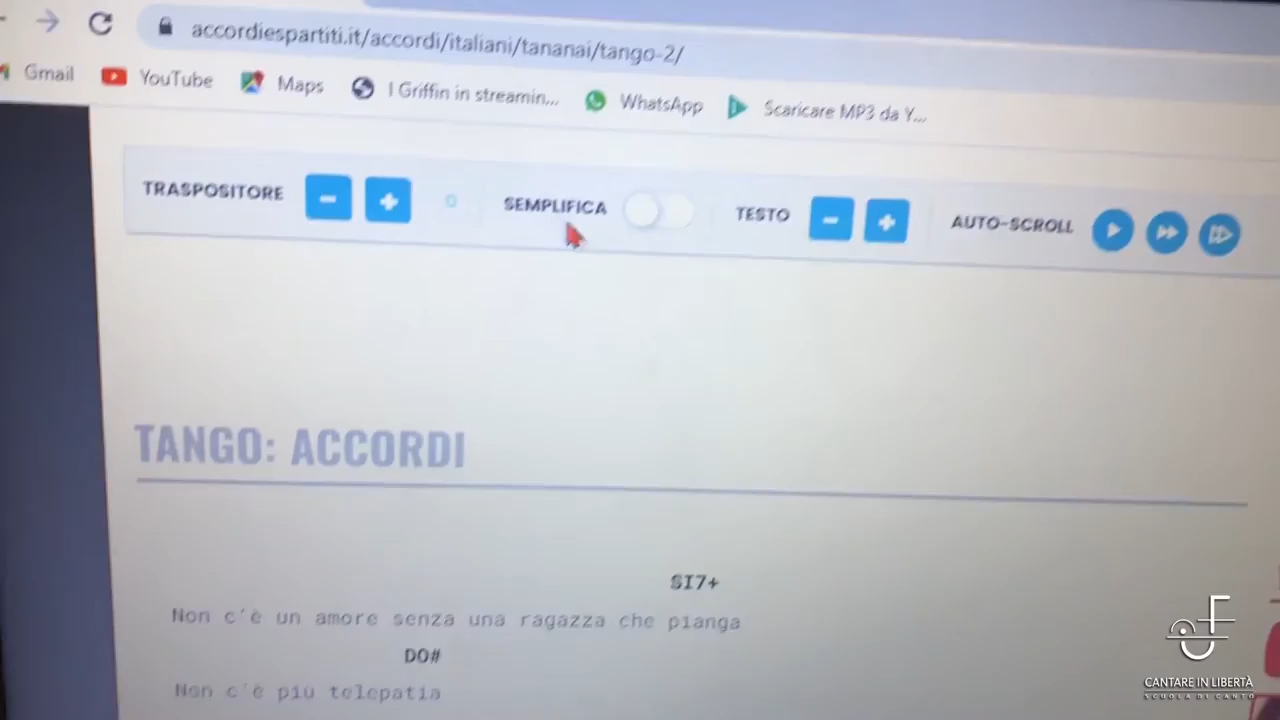 accordiespartiti.it/accordi/italiani/tananai/tango-2/
Gmail YouTube Maps I Griffin in streamin... WhatsApp Scaricare MP3 da Y...
TRASPOSITORE - + 0 SEMPLIFICA TESTO - + AUTO-SCROLL
TANGO: ACCORDI
SI7+
Non c'è un amore senza una ragazza che pianga
DO#
Non c'è più telepatia
CANTARE IN LIBERTÀ
SCUOLA DI CANTO